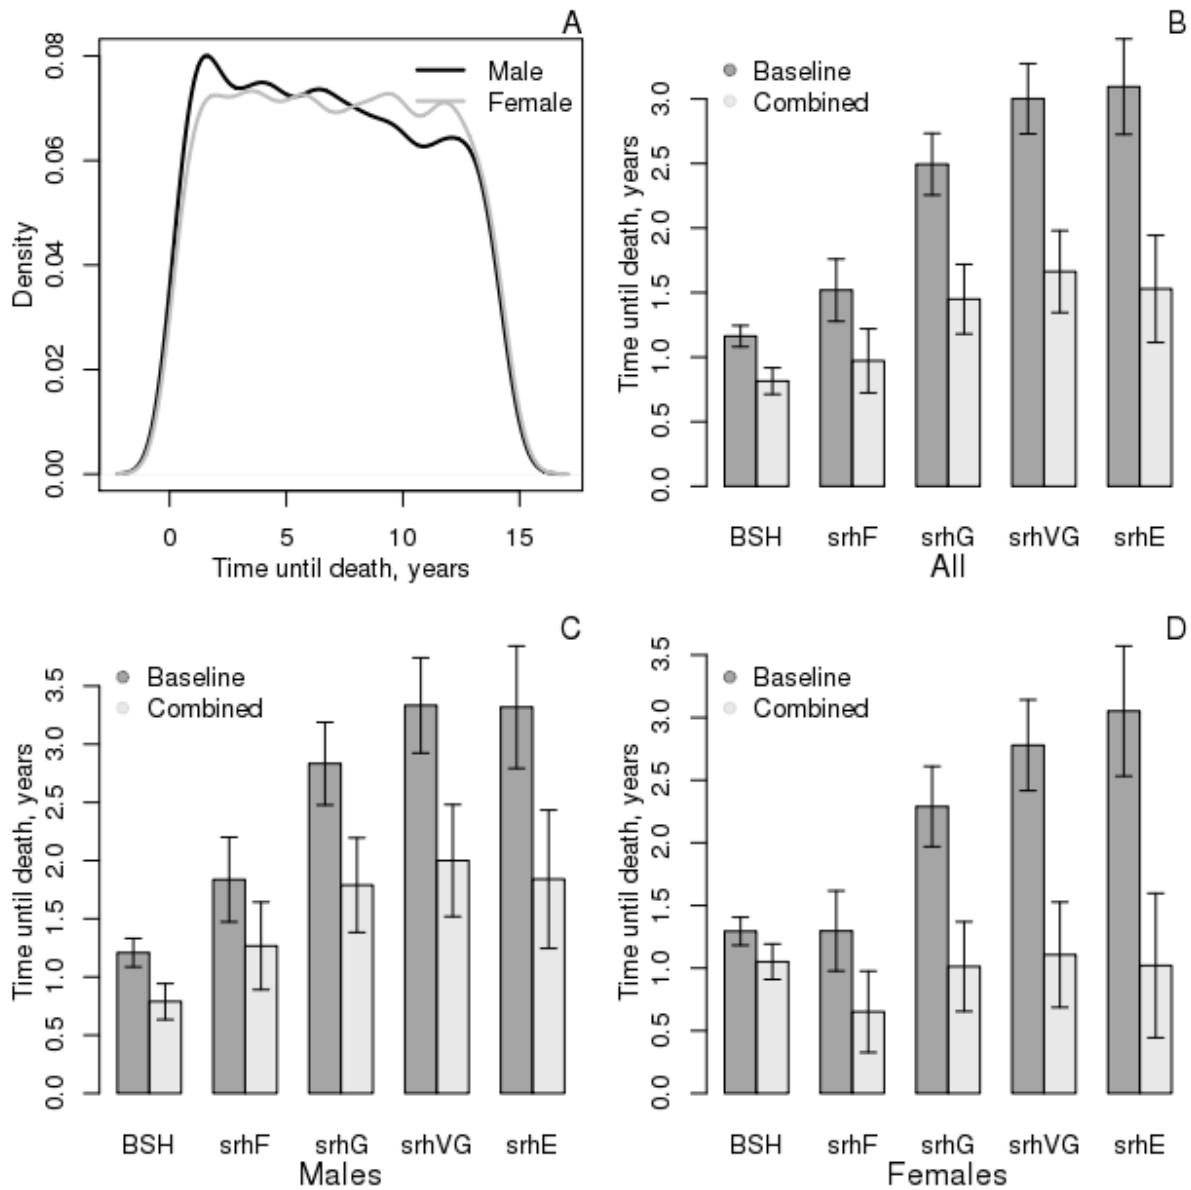 A
0.08
0.06
0.04
0.02
0.00
Density
Male
Female
0
5
10
15
Time until death, years
B
Baseline
Combined
3.0
2.5
2.0
1.5
1.0
0.5
0.0
Time until death, years
BSH srhF srhG srhVG srhE
All
C
Baseline
Combined
3.5
3.0
2.5
2.0
1.5
1.0
0.5
0.0
Time until death, years
BSH srhF srhG srhVG srhE
Males
D
Baseline
Combined
3.5
3.0
2.5
2.0
1.5
1.0
0.5
0.0
Time until death, years
BSH srhF srhG srhVG srhE
Females